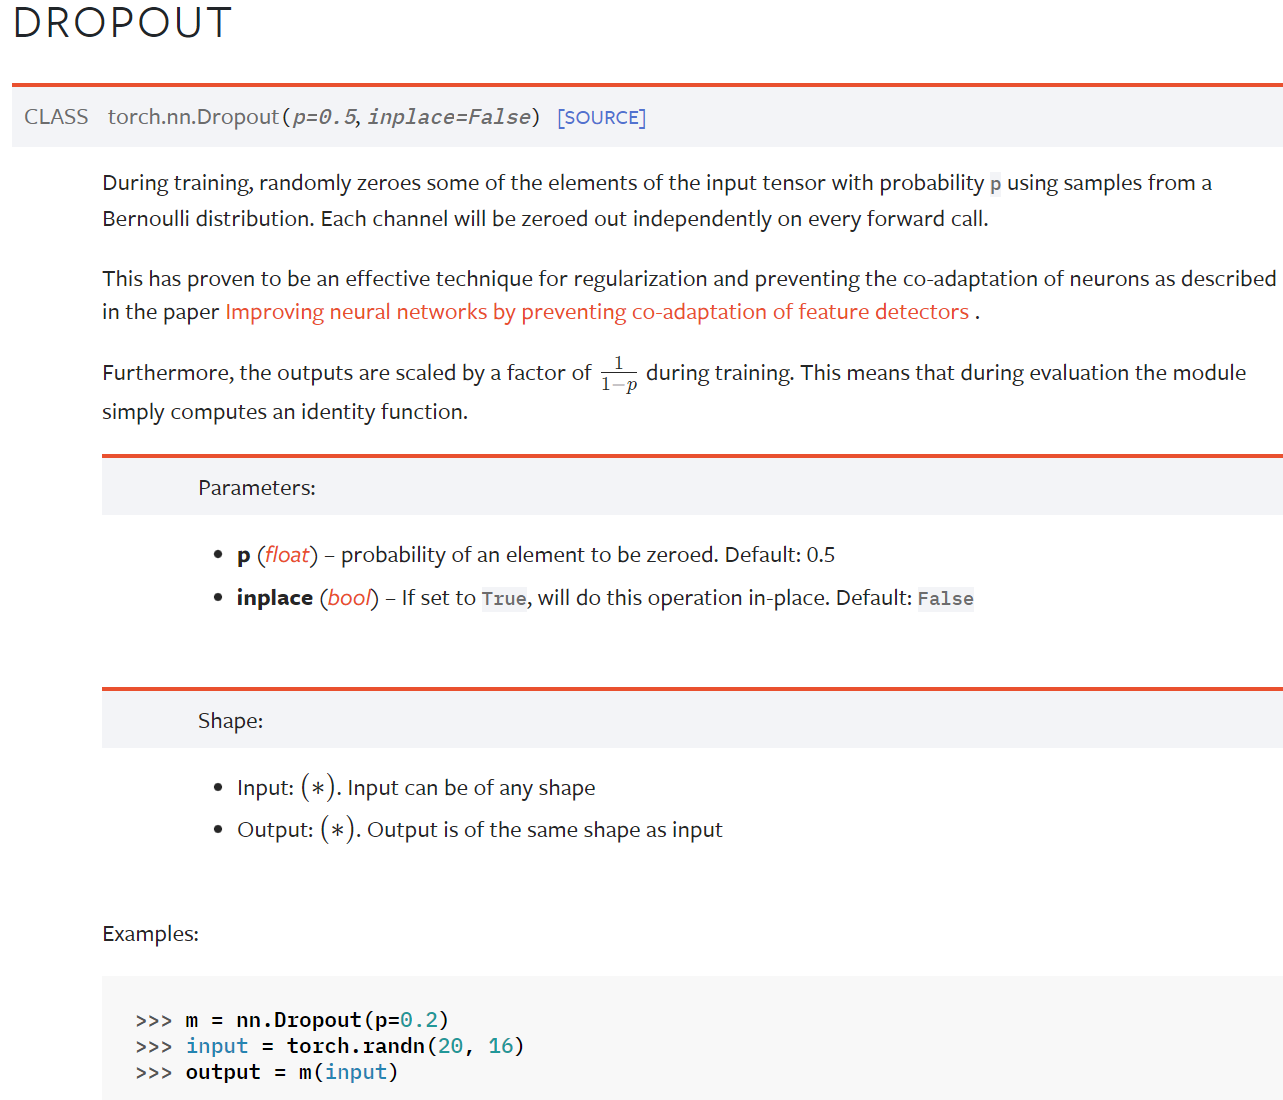 DROPOUT
CLASS torch.nn.Dropout(p=0.5, inplace=False) [SOURCE]
During training, randomly zeroes some of the elements of the input tensor with probability p using samples from a
Bernoulli distribution. Each channel will be zeroed out independently on every forward call.
This has proven to be an effective technique for regularization and preventing the co-adaptation of neurons as described
in the paper Improving neural networks by preventing co-adaptation of feature detectors .
Furthermore, the outputs are scaled by a factor of 1/(1−p) during training. This means that during evaluation the module
simply computes an identity function.
Parameters:
• p (float) – probability of an element to be zeroed. Default: 0.5
• inplace (bool) – If set to True, will do this operation in-place. Default: False
Shape:
• Input: (∗). Input can be of any shape
• Output: (∗). Output is of the same shape as input
Examples:
>>> m = nn.Dropout(p=0.2)
>>> input = torch.randn(20, 16)
>>> output = m(input)